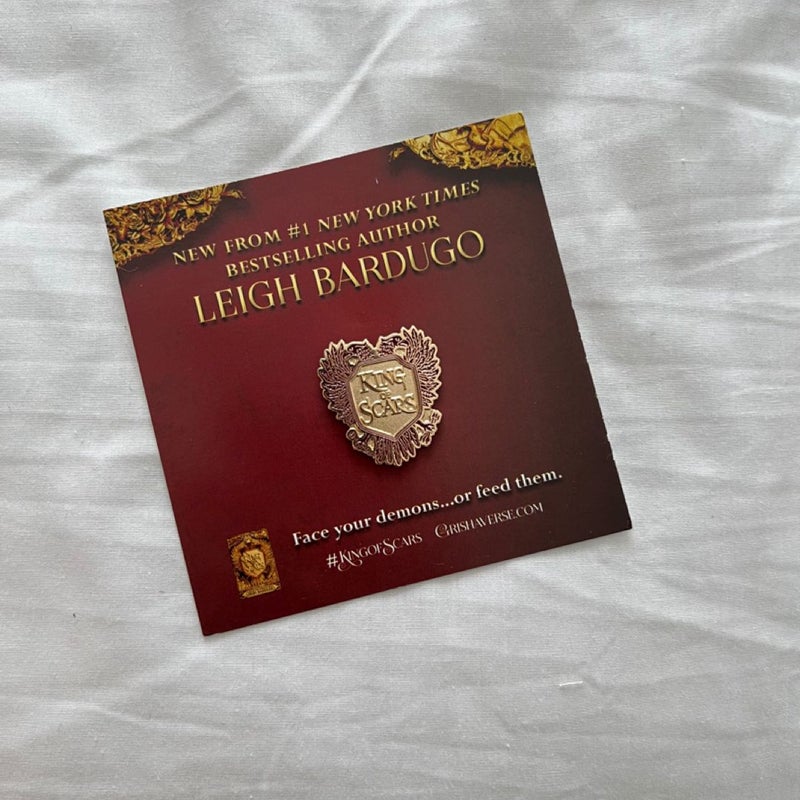 NEW FROM #1 NEW YORK TIMES
BESTSELLING AUTHOR
LEIGH BARDUGO
KING
OF
SCARS
Face your demons...or feed them.
#KINGOFSCARS GRISHAVERSE.COM